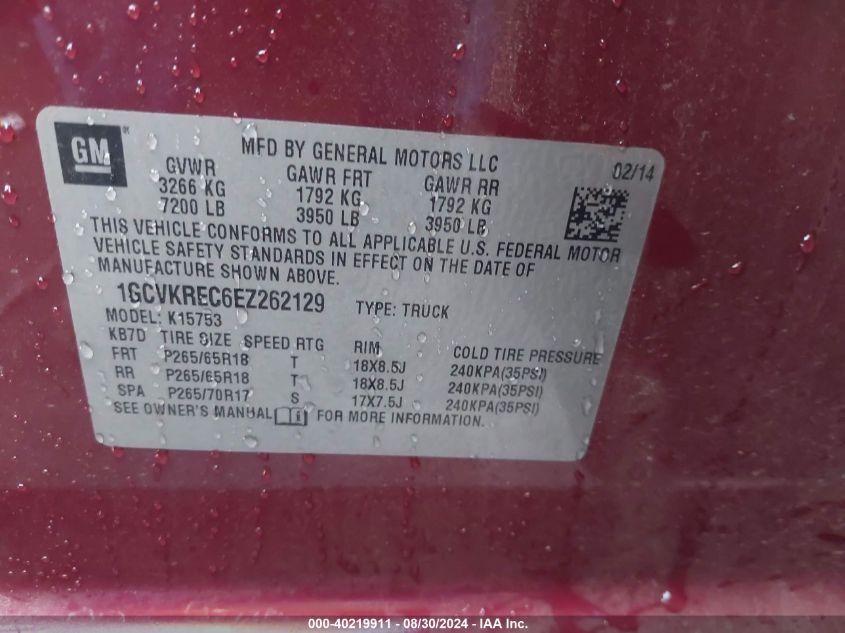 GM
MFD BY GENERAL MOTORS LLC 02/14
GVWR GAWR FRT GAWR RR
3266 KG 1792 KG 1792 KG
7200 LB 3950 LB 3950 LB
THIS VEHICLE CONFORMS TO ALL APPLICABLE U.S. FEDERAL MOTOR
VEHICLE SAFETY STANDARDS IN EFFECT ON THE DATE OF
MANUFACTURE SHOWN ABOVE.
1GCVKREC6EZ262129 TYPE: TRUCK
MODEL: K15753
KB7D TIRE SIZE SPEED RTG RIM COLD TIRE PRESSURE
FRT P265/65R18 T 18X8.5J 240KPA(35PSI)
RR P265/65R18 T 18X8.5J 240KPA(35PSI)
SPA P265/70R17 S 17X7.5J 240KPA(35PSI)
SEE OWNER'S MANUAL FOR MORE INFORMATION.
000-40219911 - 08/30/2024 - IAA Inc.